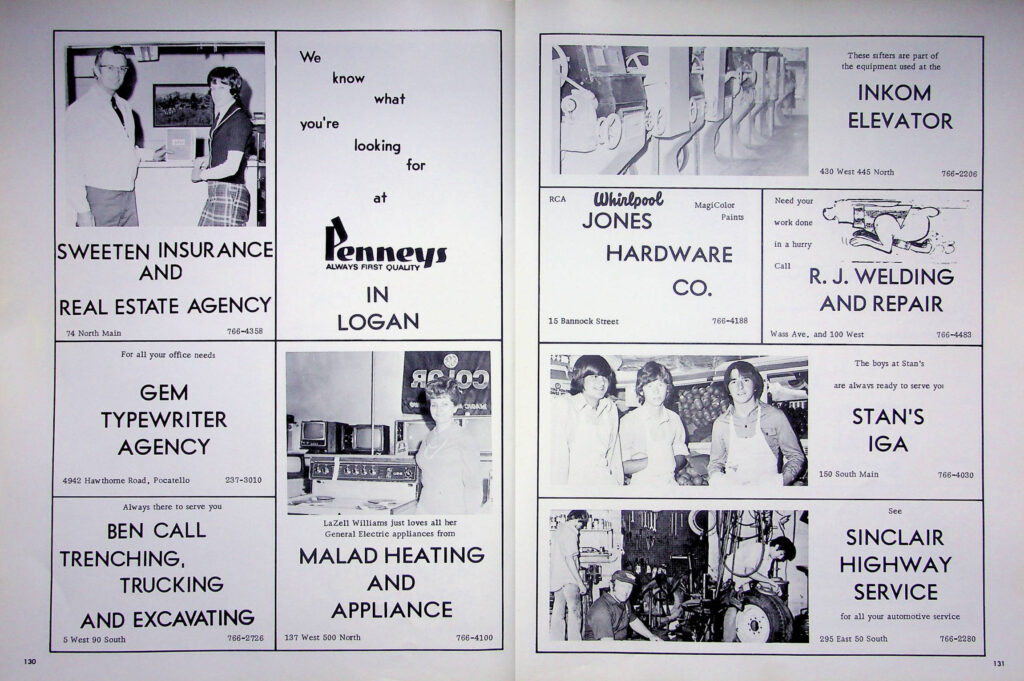 SWEETEN INSURANCE
AND
REAL ESTATE AGENCY
74 North Main 766-4358
We
know
what
you're
looking
for
at
Penneys
ALWAYS FIRST QUALITY
IN
LOGAN
For all your office needs
GEM
TYPEWRITER
AGENCY
4942 Hawthorne Road, Pocatello 237-3010
Always there to serve you
BEN CALL
TRENCHING,
TRUCKING
AND EXCAVATING
5 West 90 South 766-2726
COLOR
LaZell Williams just loves all her
General Electric appliances from
MALAD HEATING
AND
APPLIANCE
137 West 500 North 766-4100
130
These sifters are part of
the equipment used at the
INKOM
ELEVATOR
430 West 445 North 766-2206
RCA Whirlpool MagiColor
Paints
JONES
HARDWARE
CO.
15 Bannock Street 766-4188
Need your
work done
in a hurry
Call
R. J. WELDING
AND REPAIR
Wass Ave. and 100 West 766-4483
The boys at Stan's
are always ready to serve you
STAN'S
IGA
150 South Main 766-4030
See
SINCLAIR
HIGHWAY
SERVICE
for all your automotive service
295 East 50 South 766-2280
131